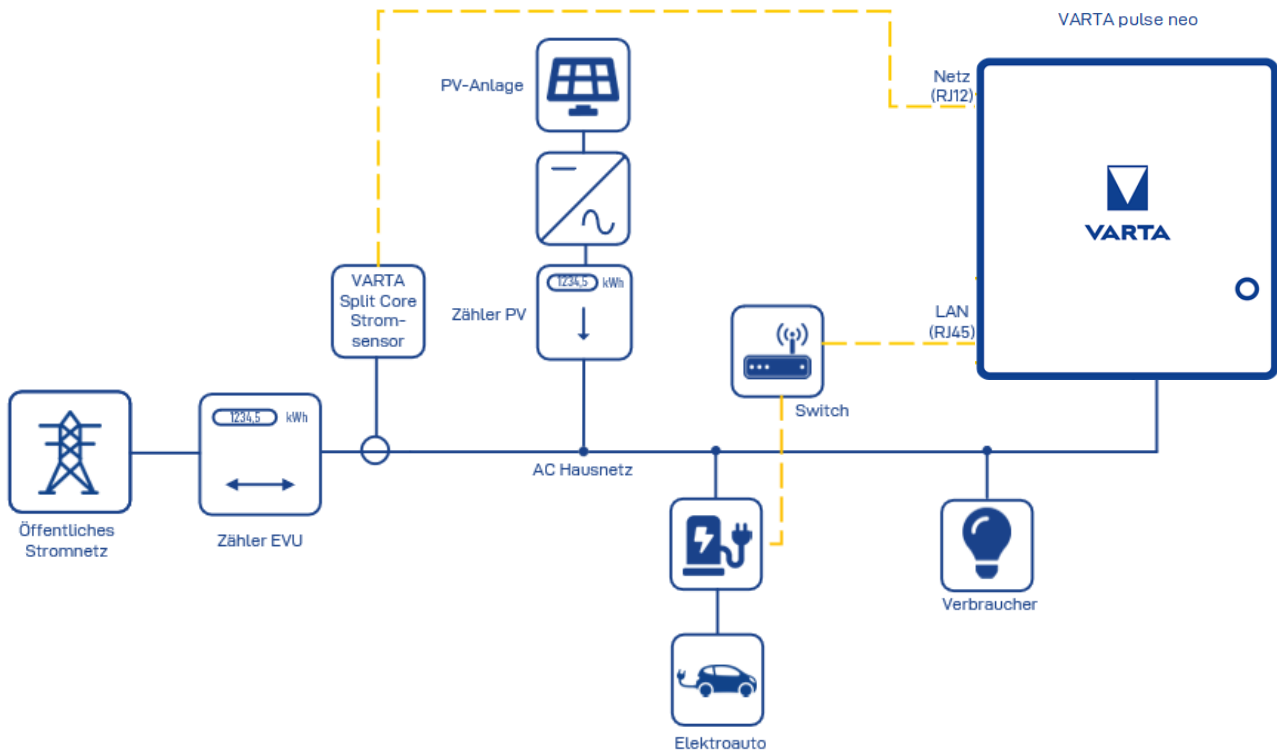 VARTA pulse neo
Netz
(RJ12)
PV-Anlage
VARTA
VARTA
Split Core
Strom-
sensor
1234,5 kWh
Zähler PV
LAN
(RJ45)
Switch
1234,5 kWh
AC Hausnetz
Öffentliches
Stromnetz
Zähler EVU
Verbraucher
Elektroauto